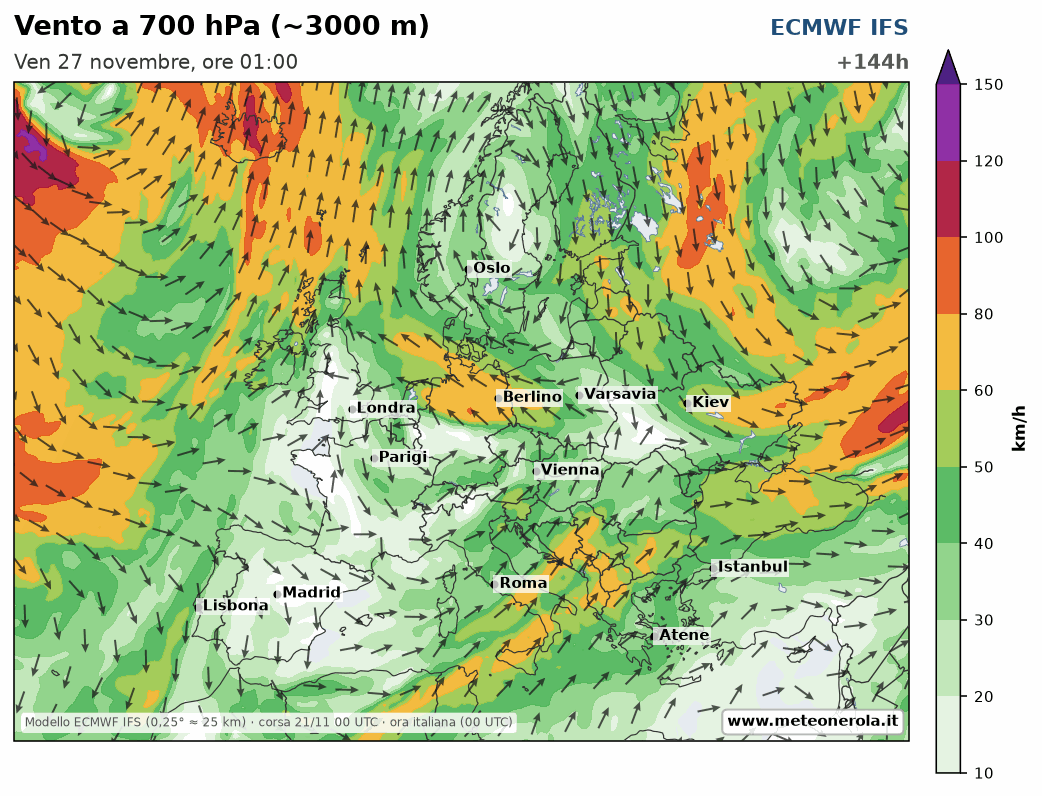 Vento a 700 hPa (~3000 m)
ECMWF IFS
Ven 27 novembre, ore 01:00
+144h
150
120
100
80
60
50
40
30
20
10
km/h
Oslo
Berlino
Varsavia
Kiev
Londra
Parigi
Vienna
Istanbul
Roma
Madrid
Lisbona
Atene
Modello ECMWF IFS (0,25° ≈ 25 km) · corsa 21/11 00 UTC · ora italiana (00 UTC)
www.meteonerola.it